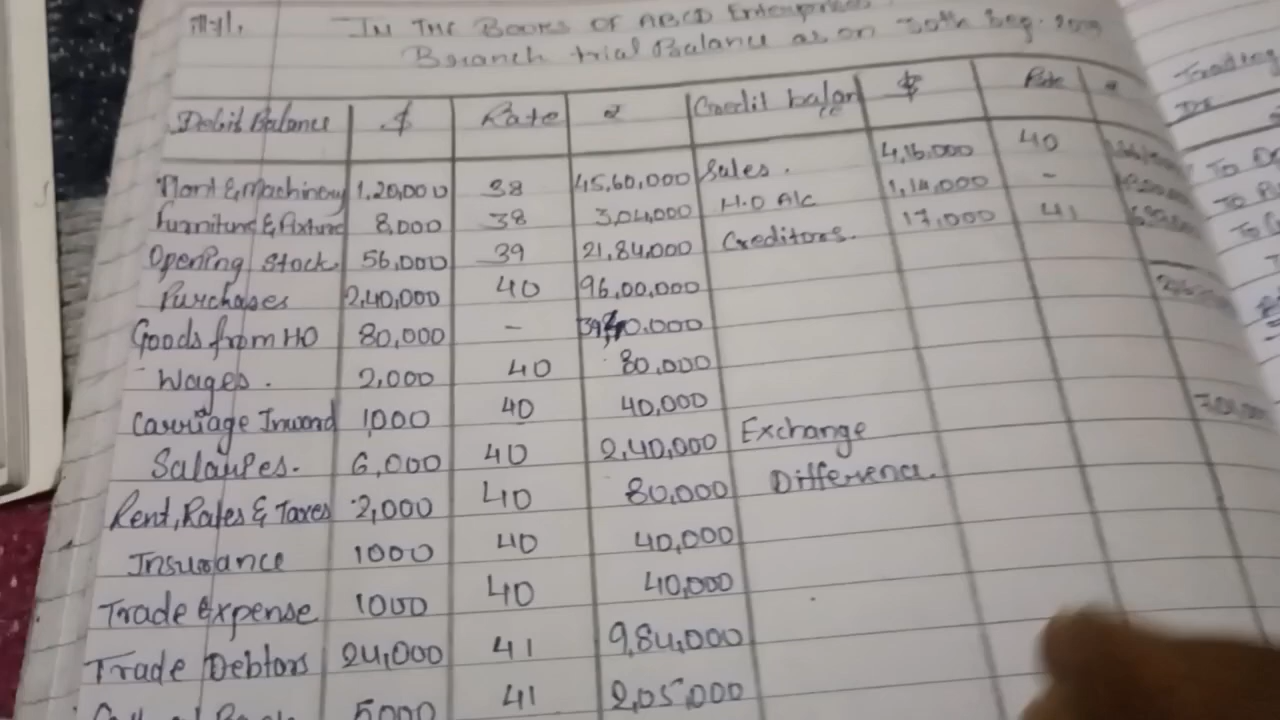 In The Books Of ABCD Enterprises
Branch trial Balance as on 30th
Debit Balance $ Rate ₹ Credit balance $ Rate ₹
Plant & Machinery 1,20,000 38 45,60,000 Sales. 4,16,000 40
Furniture & Fixture 8,000 38 3,04,000 H.O A/c 1,14,000 -
Opening Stock 56,000 39 21,84,000 Creditors. 17,000 41
Purchases 2,40,000 40 96,00,000
Goods from HO 80,000 -
Wages. 2,000 40 80,000
Carriage Inward 1,000 40 40,000
Salaries. 6,000 40 2,40,000 Exchange
Rent, Rates & Taxes 2,000 40 80,000 Difference.
Insurance 1000 40 40,000
Trade Expense 1000 40 40,000
Trade Debtors 24,000 41 9,84,000
5000 41 2,05,000
Trading